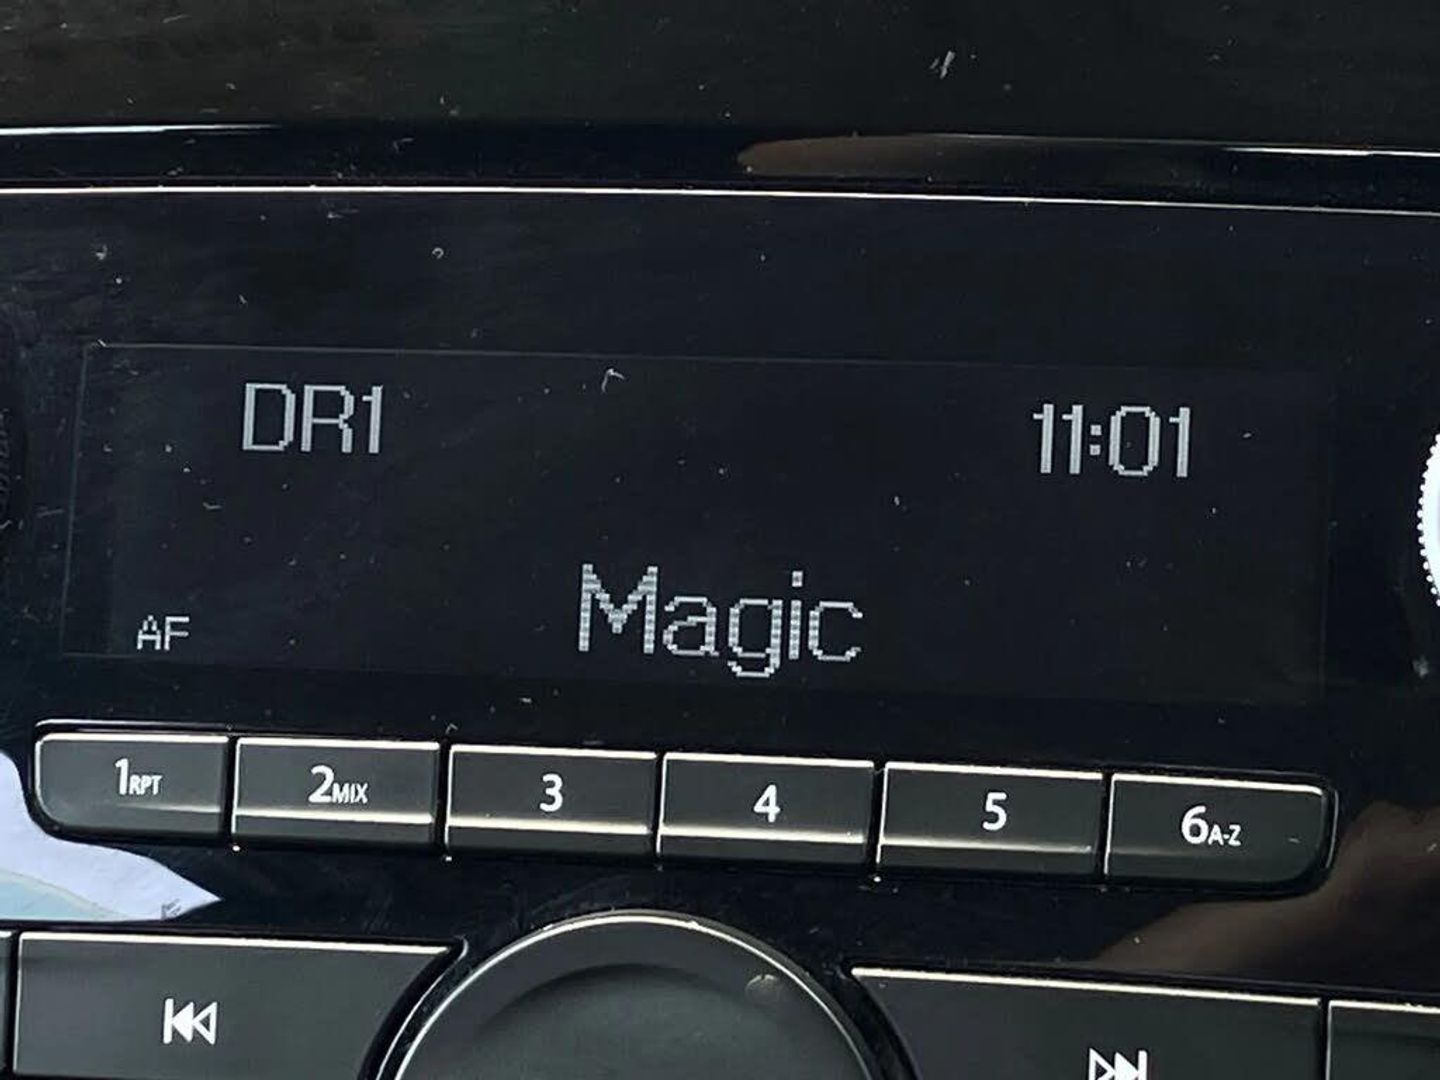 DR1 11:01
Magic
AF
1RPT 2MIX 3 4 5 6A-Z